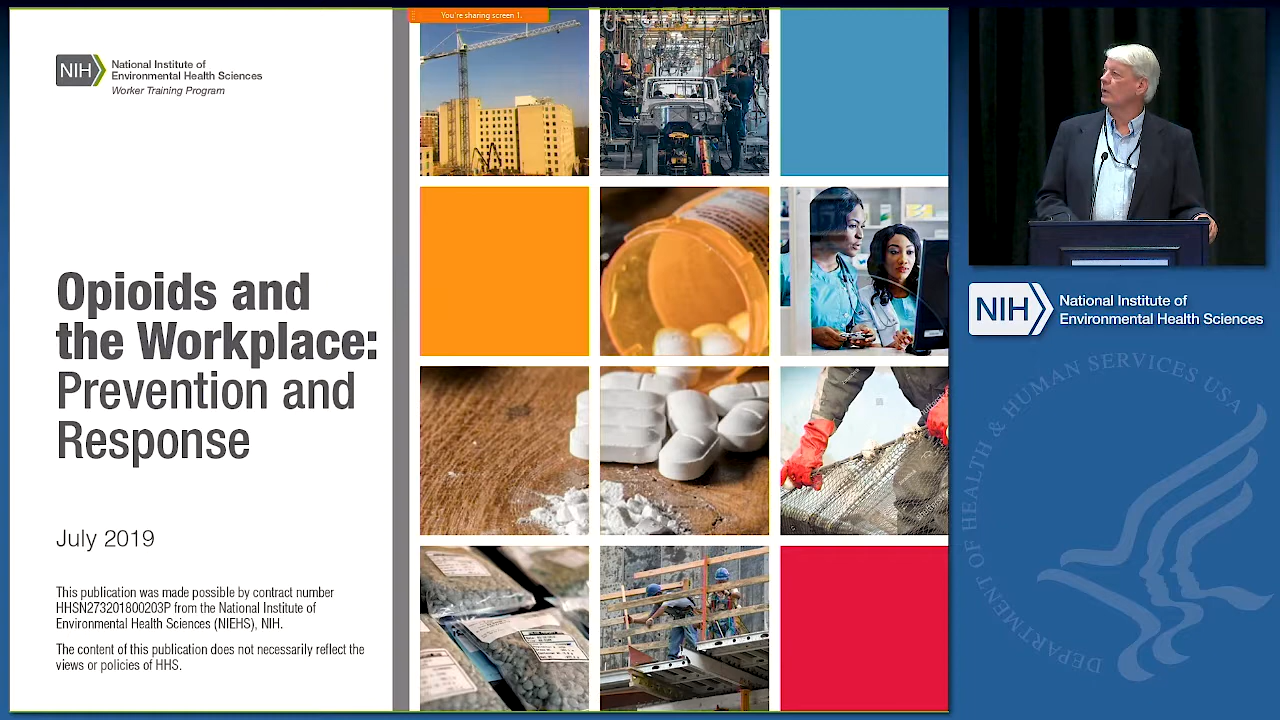 You're sharing screen 1.
NIH
National Institute of
Environmental Health Sciences
Worker Training Program
Opioids and
the Workplace:
Prevention and
Response
July 2019
This publication was made possible by contract number
HHSN273201800203P from the National Institute of
Environmental Health Sciences (NIEHS), NIH.
The content of this publication does not necessarily reflect the
views or policies of HHS.
NIH
National Institute of
Environmental Health Sciences
DEPARTMENT OF HEALTH & HUMAN SERVICES USA